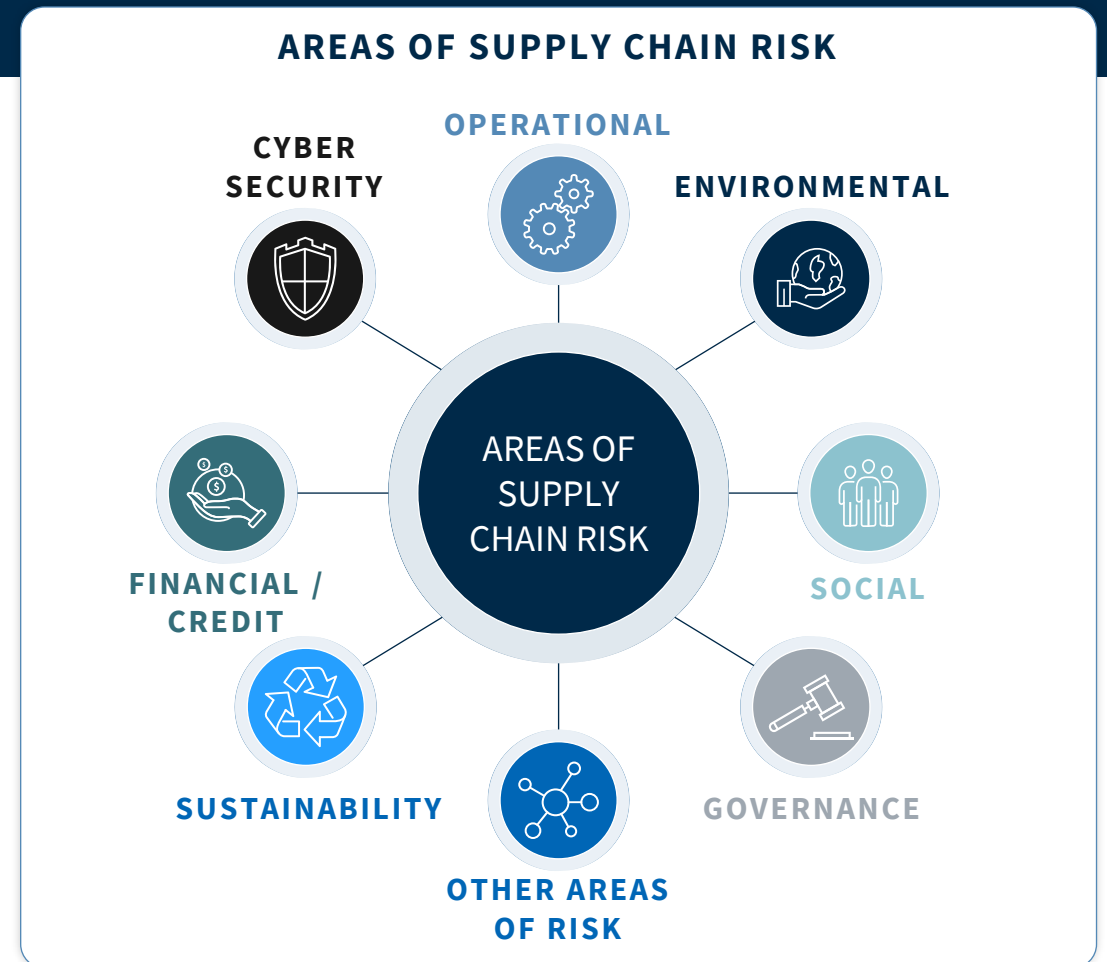 AREAS OF SUPPLY CHAIN RISK
OPERATIONAL
CYBER
SECURITY
ENVIRONMENTAL
AREAS OF
SUPPLY
CHAIN RISK
$
$
$
FINANCIAL /
CREDIT
SOCIAL
SUSTAINABILITY
GOVERNANCE
OTHER AREAS
OF RISK